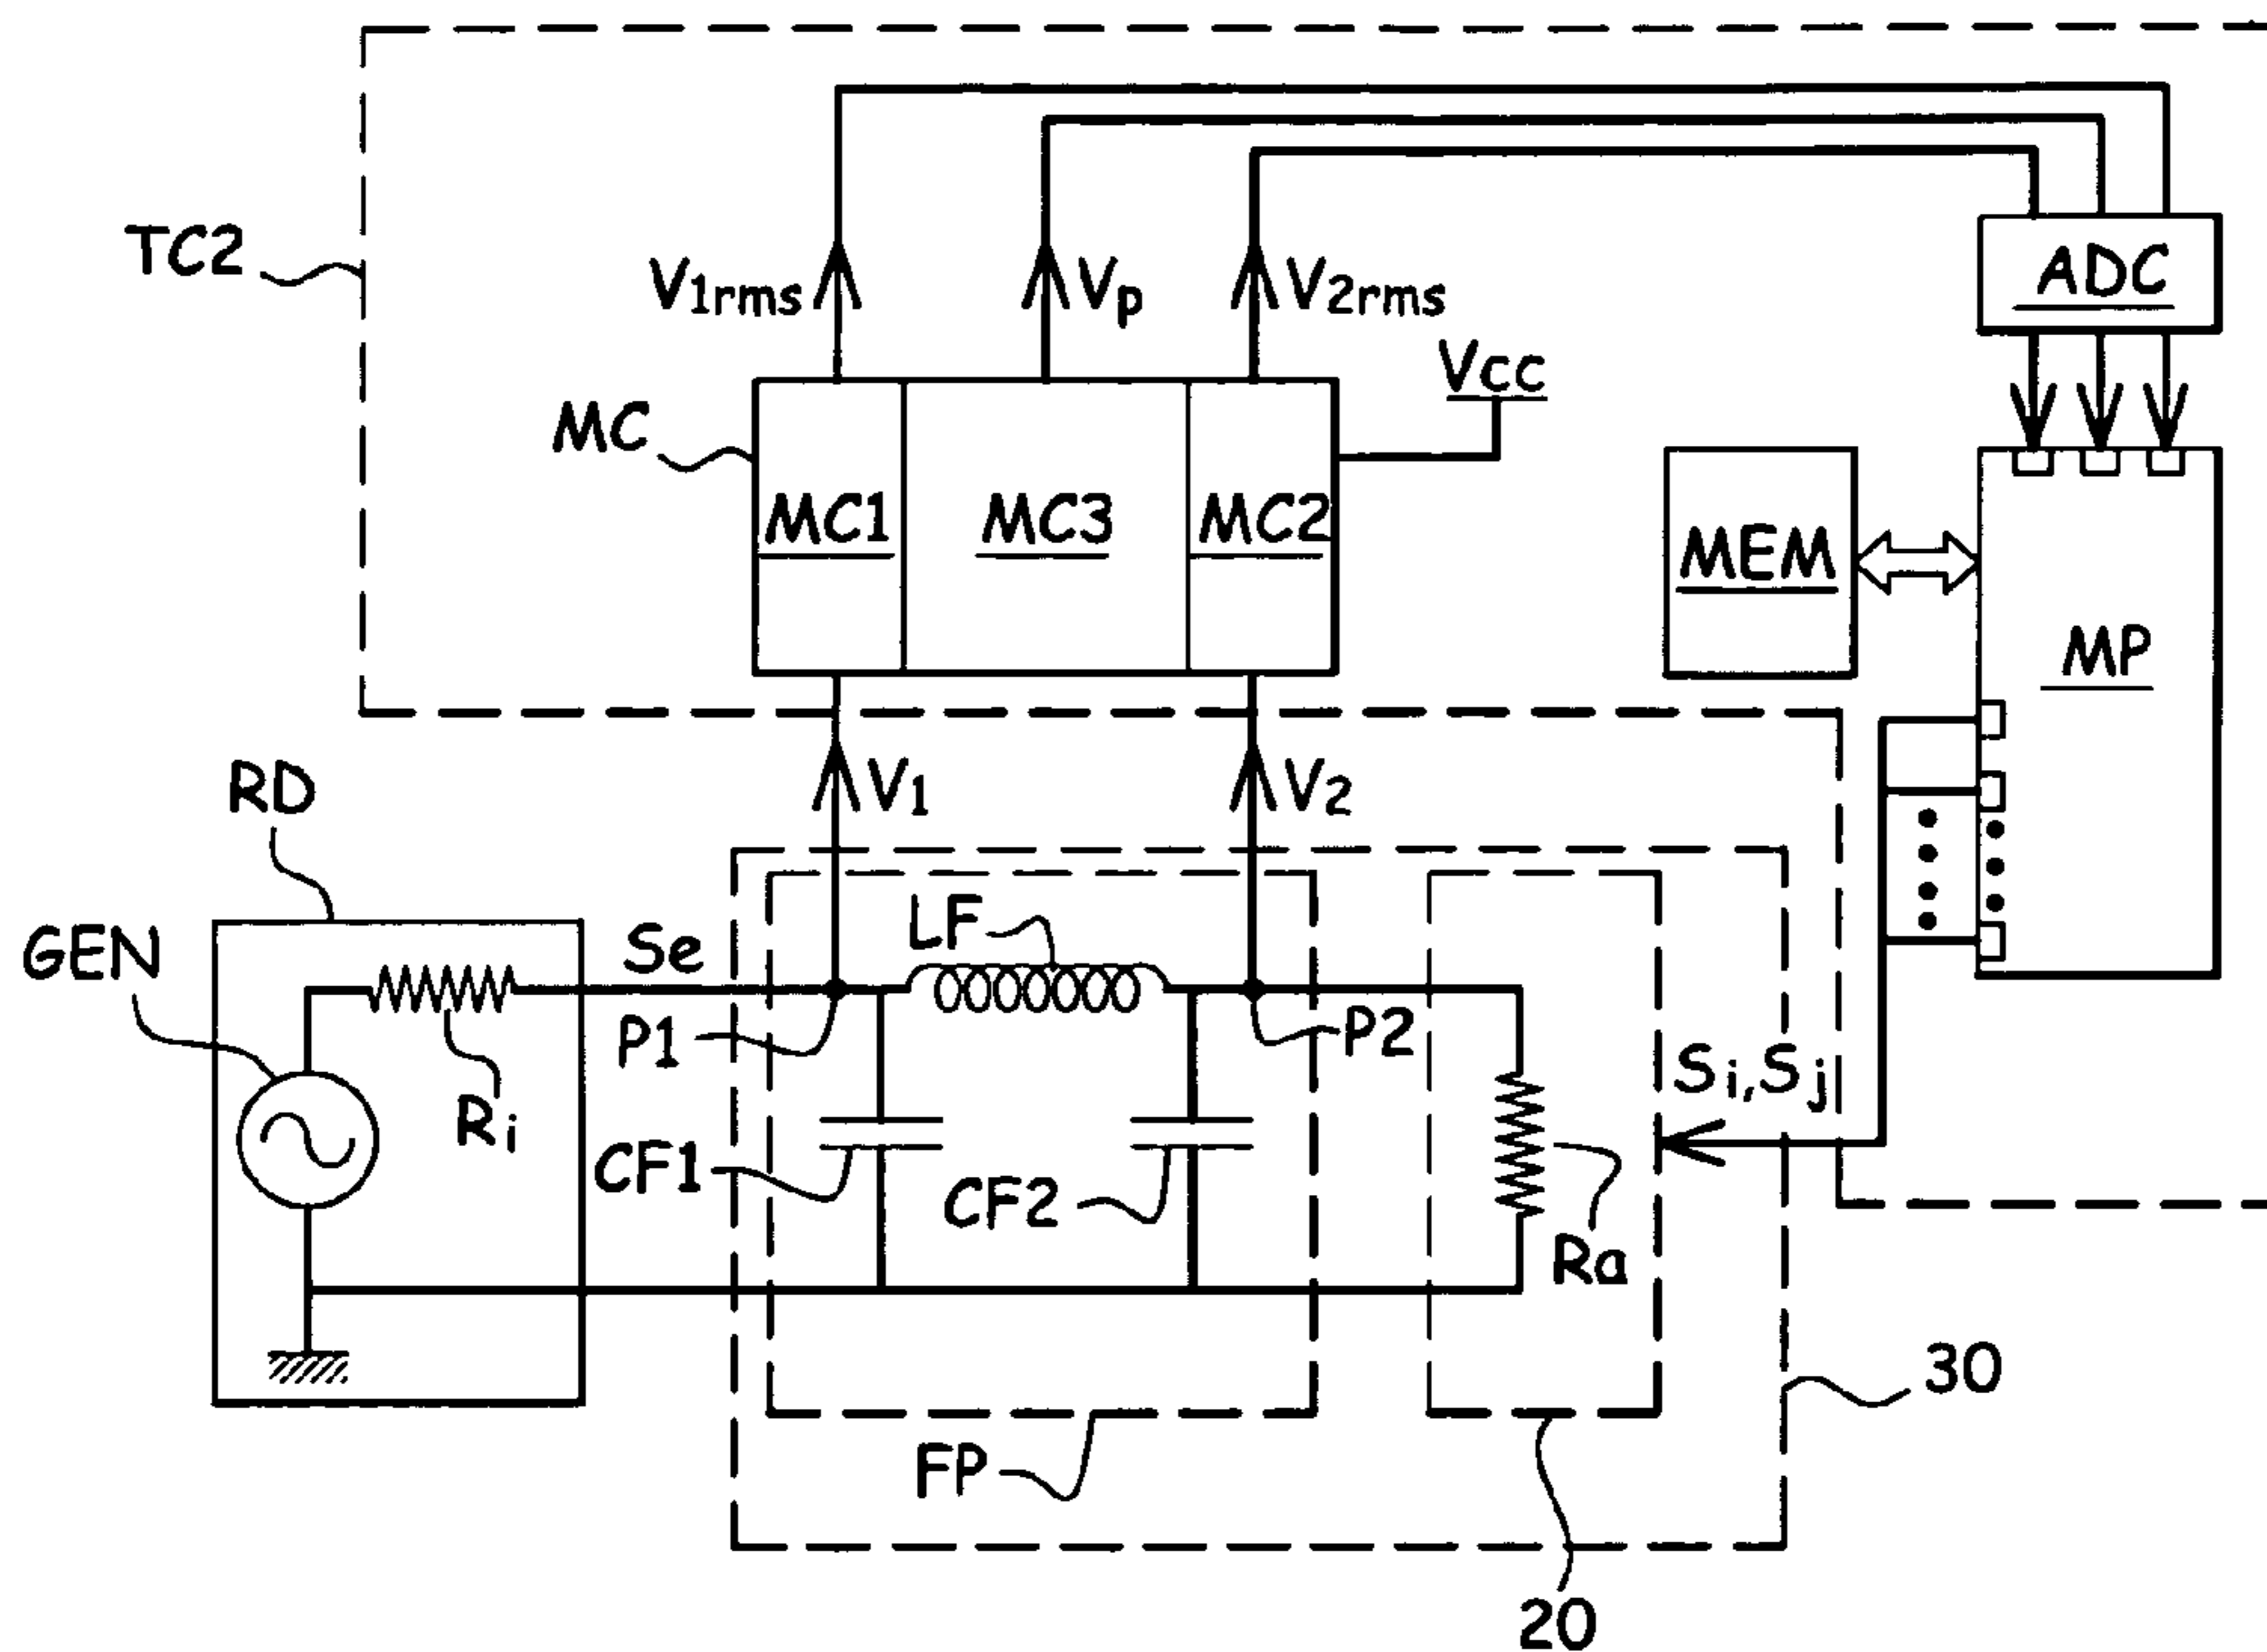 TC2
ADC
V1rms
Vp
V2rms
Vcc
MC
MC1
MC3
MC2
MEM
MP
RD
V1
V2
GEN
Se
LF
P1
P2
Si,Sj
Ri
CF1
CF2
Ra
30
FP
20